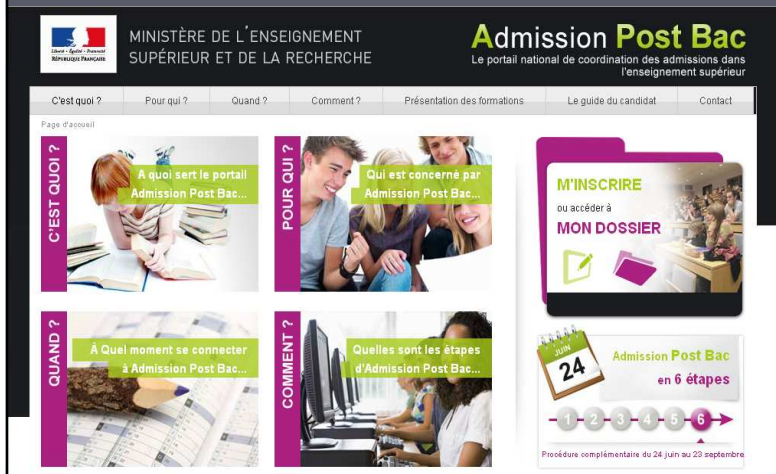 Liberté • Égalité • Fraternité
RÉPUBLIQUE FRANÇAISE
MINISTÈRE DE L'ENSEIGNEMENT
SUPÉRIEUR ET DE LA RECHERCHE
Admission Post Bac
Le portail national de coordination des admissions dans
l'enseignement supérieur
C'est quoi ?
Pour qui ?
Quand ?
Comment ?
Présentation des formations
Le guide du candidat
Contact
Page d'accueil
C'EST QUOI ?
A quoi sert le portail
Admission Post Bac...
POUR QUI ?
Qui est concerné par
Admission Post Bac...
M'INSCRIRE
ou accéder à
MON DOSSIER
QUAND ?
À Quel moment se connecter
à Admission Post Bac...
COMMENT ?
Quelles sont les étapes
d'Admission Post Bac...
JUIN
24
Admission Post Bac
en 6 étapes
1 - 2 - 3 - 4 - 5 - 6
Procédure complémentaire du 24 juin au 23 septembre